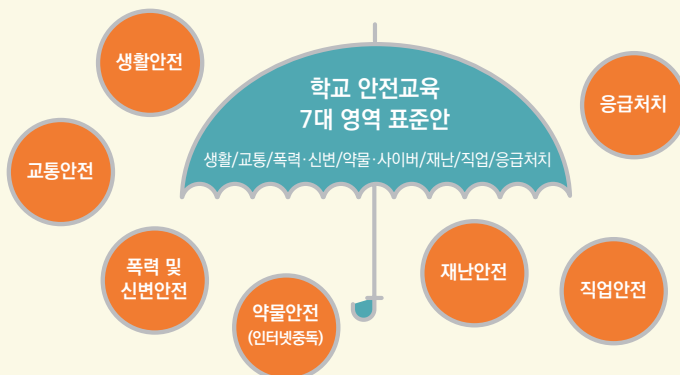 학교 안전교육
7대 영역 표준안
생활/교통/폭력·신변/약물·사이버/재난/직업/응급처치
생활안전
교통안전
폭력 및
신변안전
약물안전
(인터넷중독)
재난안전
직업안전
응급처치